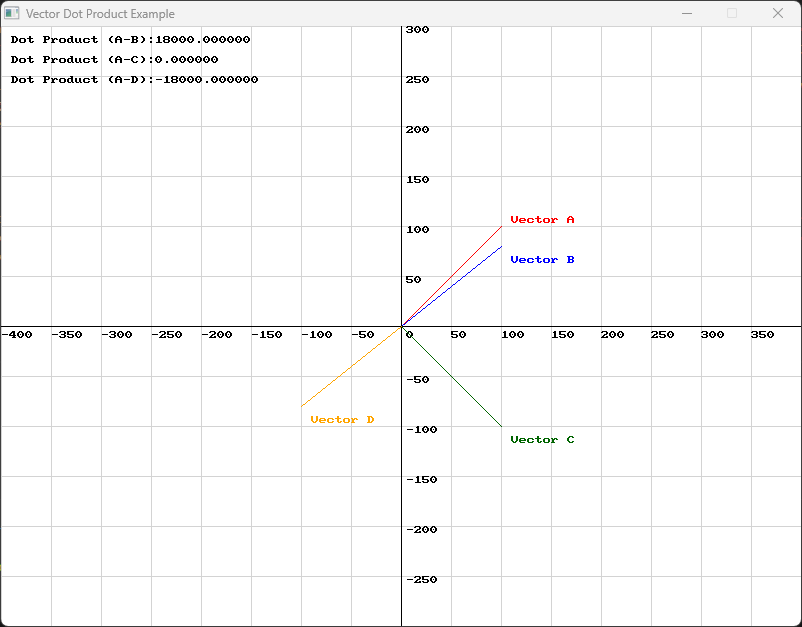 Vector Dot Product Example
Dot Product (A-B):18000.000000
Dot Product (A-C):0.000000
Dot Product (A-D):-18000.000000
300
250
200
150
Vector A
100
Vector B
50
-400 -350 -300 -250 -200 -150 -100 -50 0 50 100 150 200 250 300 350
-50
Vector D
-100
Vector C
-150
-200
-250